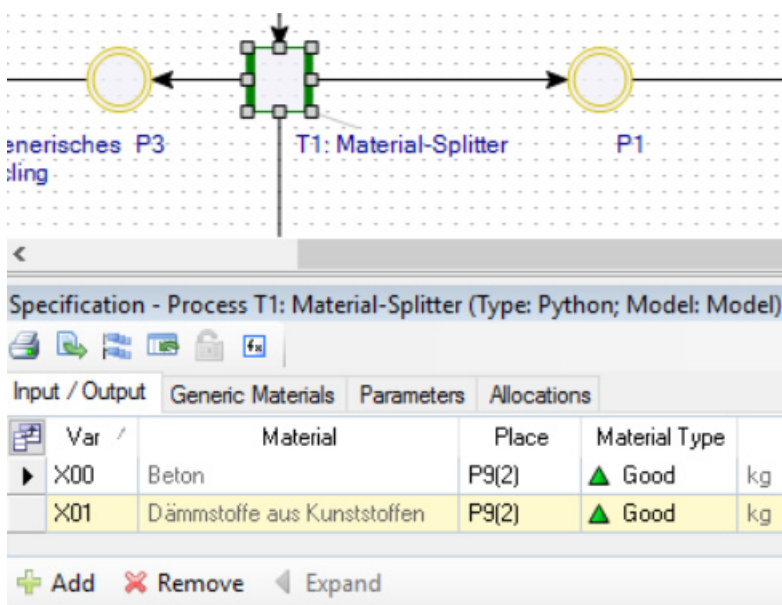 enerisches P3
cling
T1: Material-Splitter
P1
Specification - Process T1: Material-Splitter (Type: Python; Model: Model)
Input / Output Generic Materials Parameters Allocations
Var Material Place Material Type
X00 Beton P9(2) Good kg
X01 Dämmstoffe aus Kunststoffen P9(2) Good kg
Add Remove Expand